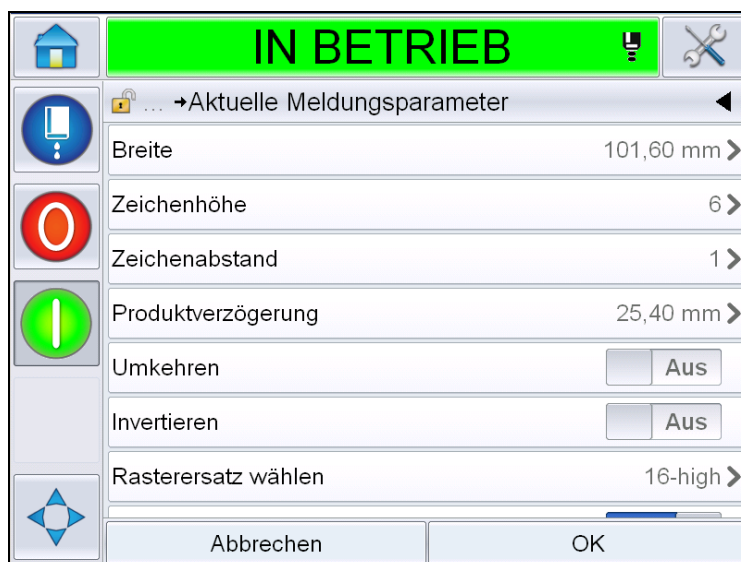 IN BETRIEB
... →Aktuelle Meldungsparameter
Breite 101,60 mm
Zeichenhöhe 6
Zeichenabstand 1
Produktverzögerung 25,40 mm
Umkehren Aus
Invertieren Aus
Rasterersatz wählen 16-high
Abbrechen OK